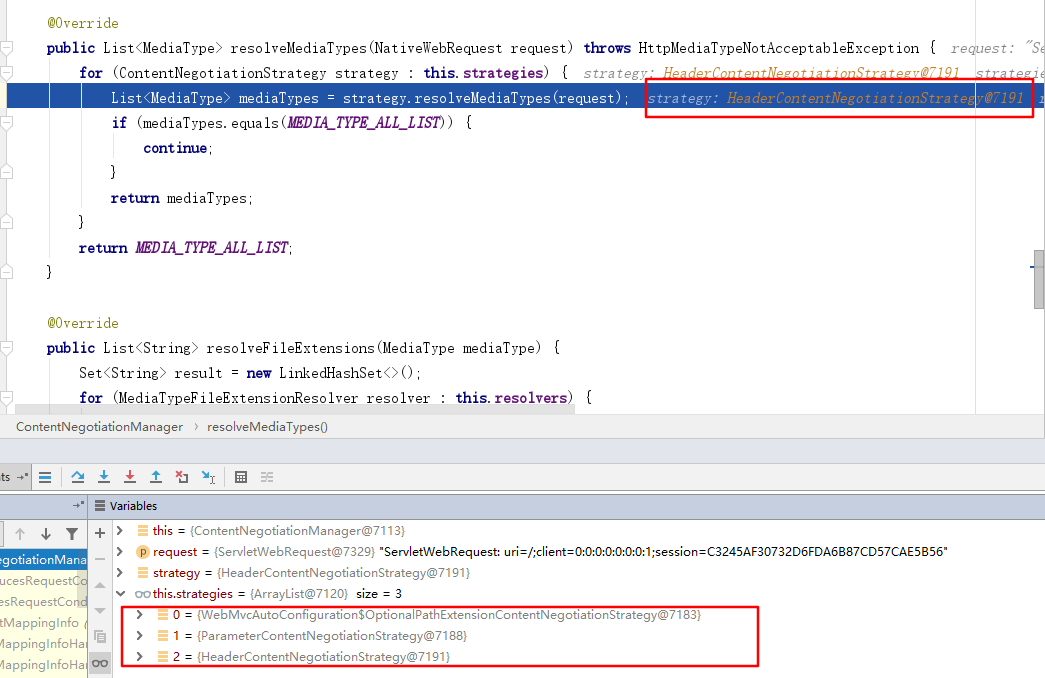 @Override
public List<MediaType> resolveMediaTypes(NativeWebRequest request) throws HttpMediaTypeNotAcceptableException { request: "Se
for (ContentNegotiationStrategy strategy : this.strategies) { strategy: HeaderContentNegotiationStrategy@7191 strategie
List<MediaType> mediaTypes = strategy.resolveMediaTypes(request); strategy: HeaderContentNegotiationStrategy@7191
if (mediaTypes.equals(MEDIA_TYPE_ALL_LIST)) {
continue;
}
return mediaTypes;
}
return MEDIA_TYPE_ALL_LIST;
}
@Override
public List<String> resolveFileExtensions(MediaType mediaType) {
Set<String> result = new LinkedHashSet<>();
for (MediaTypeFileExtensionResolver resolver : this.resolvers) {
ContentNegotiationManager › resolveMediaTypes()
nts
Variables
this = {ContentNegotiationManager@7113}
request = {ServletWebRequest@7329} "ServletWebRequest: uri=/;client=0:0:0:0:0:0:0:1;session=C3245AF30732D6FDA6B87CD57CAE5B56"
strategy = {HeaderContentNegotiationStrategy@7191}
this.strategies = {ArrayList@7120} size = 3
0 = {WebMvcAutoConfiguration$OptionalPathExtensionContentNegotiationStrategy@7183}
1 = {ParameterContentNegotiationStrategy@7188}
2 = {HeaderContentNegotiationStrategy@7191}
egotiationMana
ucesRequestCo
esRequestCond
tMappingInfo (
MappingInfoHa
MappingInfoHa